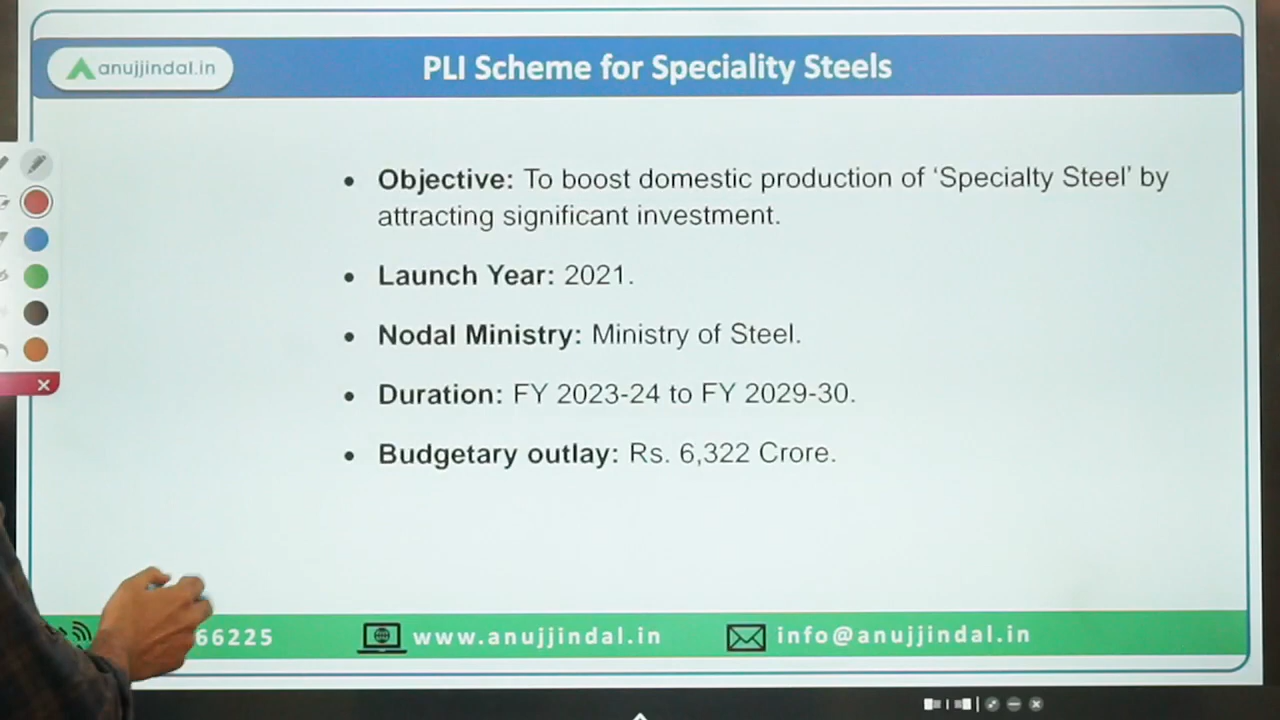 anujjindal.in
PLI Scheme for Speciality Steels
• Objective: To boost domestic production of ‘Specialty Steel’ by
attracting significant investment.
• Launch Year: 2021.
• Nodal Ministry: Ministry of Steel.
• Duration: FY 2023-24 to FY 2029-30.
• Budgetary outlay: Rs. 6,322 Crore.
66225
www.anujjindal.in
info@anujjindal.in